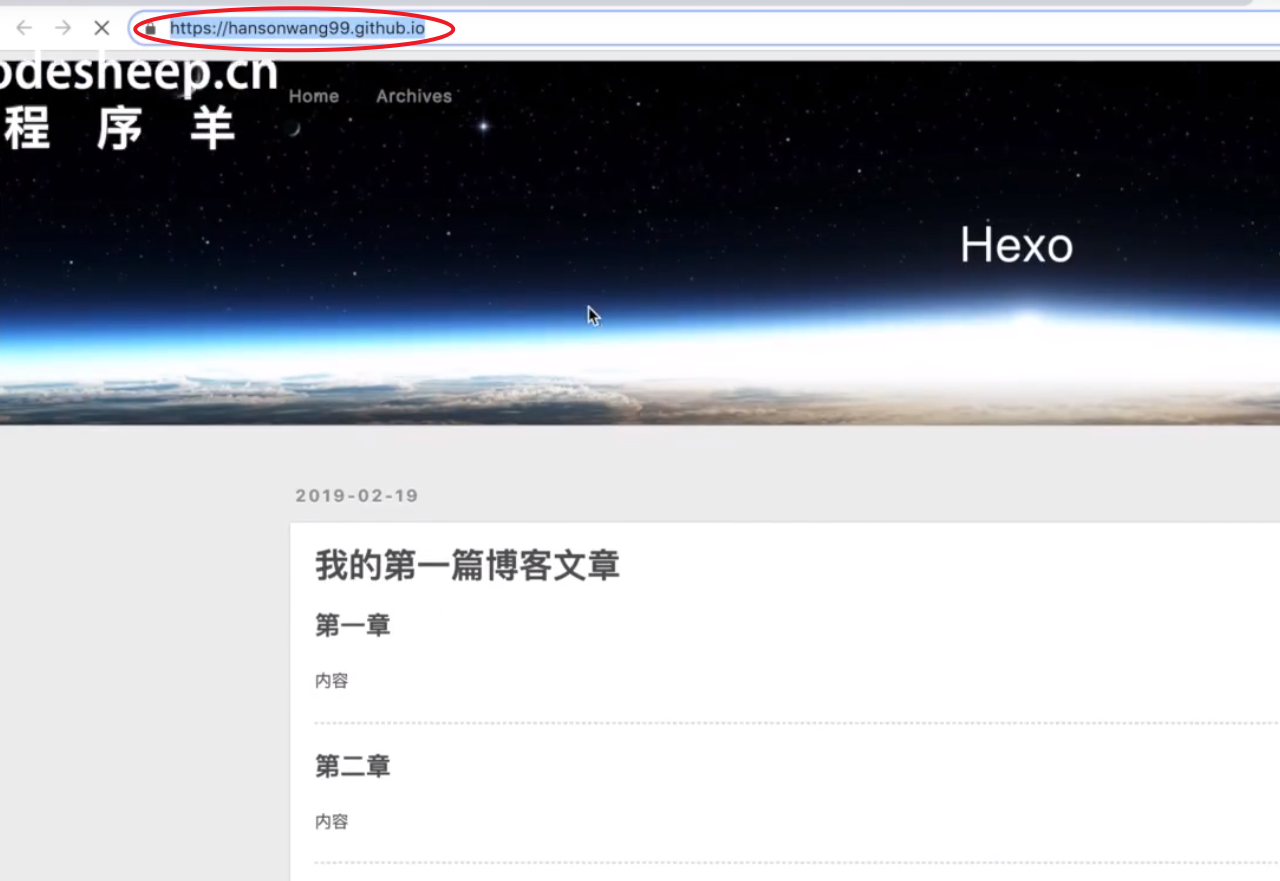 https://hansonwang99.github.io
odesheep.cn
程序羊
Home Archives
Hexo
2019-02-19
我的第一篇博客文章
第一章
内容
第二章
内容